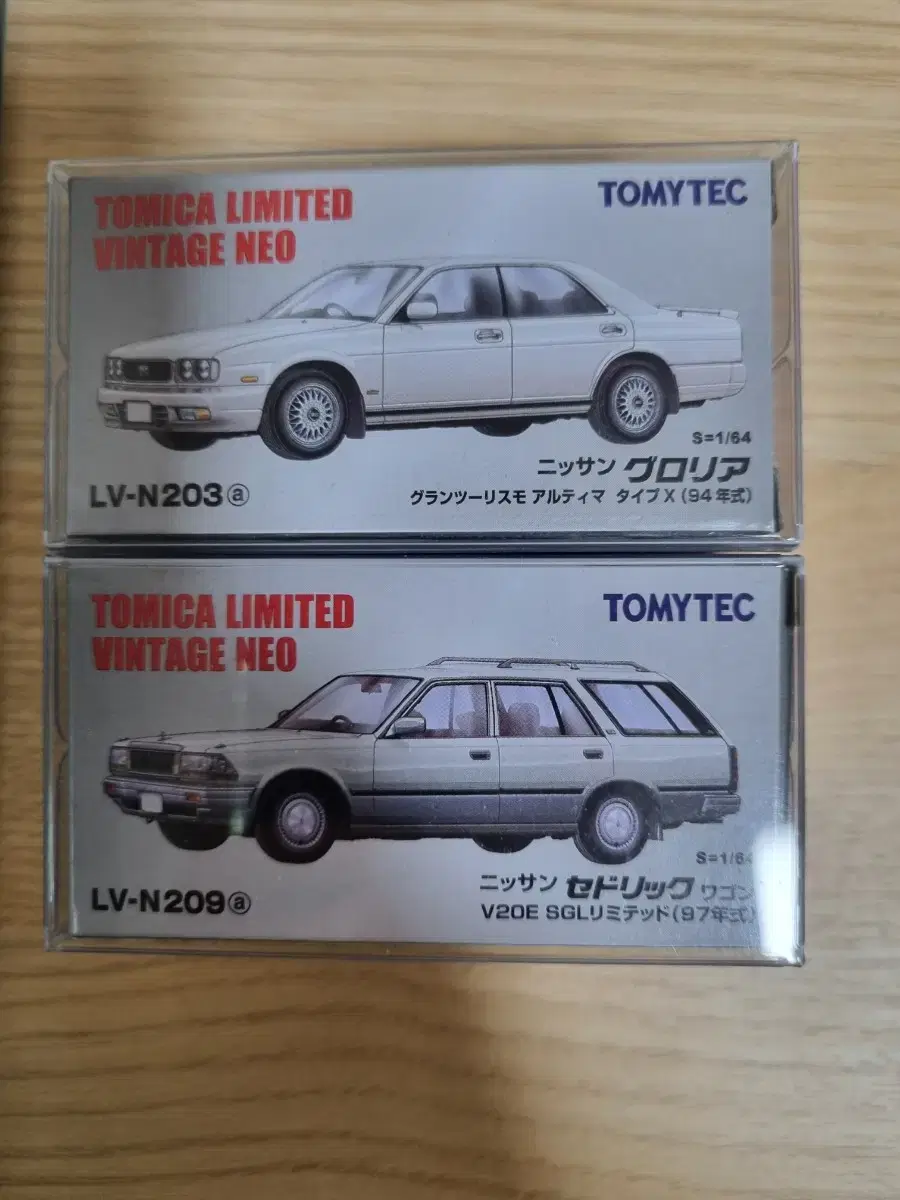 TOMICA LIMITED
VINTAGE NEO
TOMYTEC
S=1/64
ニッサン グロリア
LV-N203ⓐ
グランツーリスモ アルティマ タイプX(94年式)
TOMICA LIMITED
VINTAGE NEO
TOMYTEC
S=1/64
ニッサン セドリック ワゴン
LV-N209ⓐ
V20E SGLリミテッド(97年式)